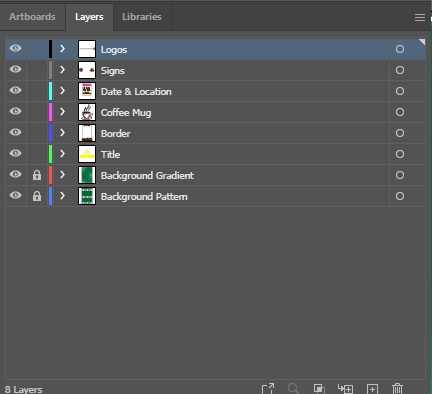 Artboards Layers Libraries
Logos
Signs
Date & Location
Coffee Mug
Border
Title
Background Gradient
Background Pattern
8 Layers